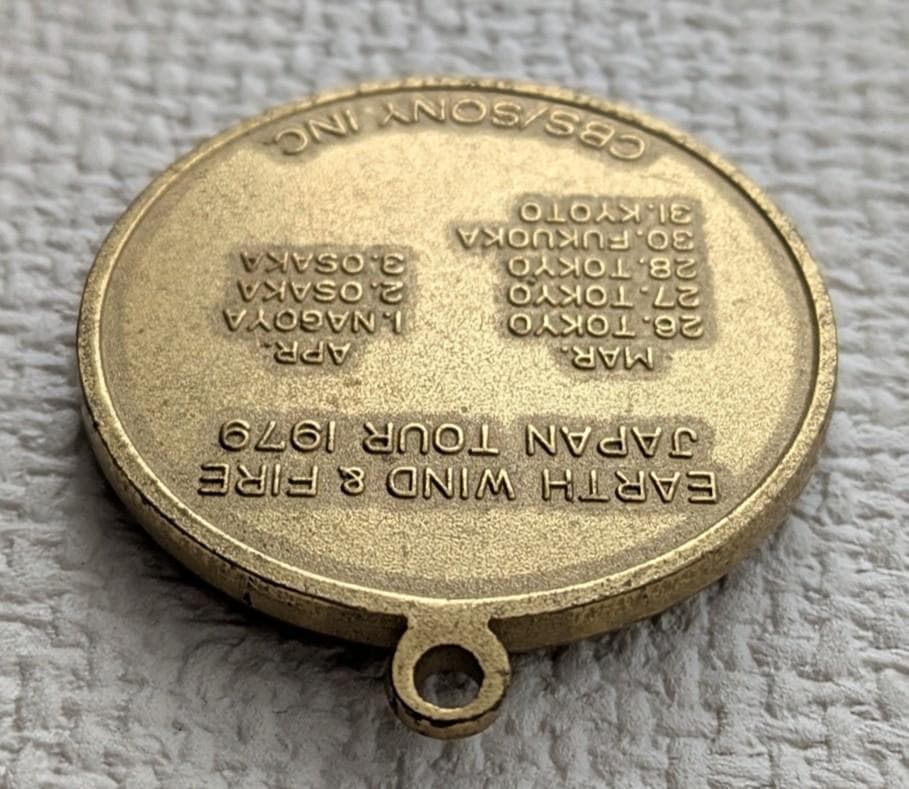 EARTH WIND & FIRE
JAPAN TOUR 1979
MAR.
26.TOKYO
27.TOKYO
28.TOKYO
30.FUKUOKA
31.KYOTO
APR.
1.NAGOYA
2.OSAKA
3.OSAKA
CBS/SONY INC.